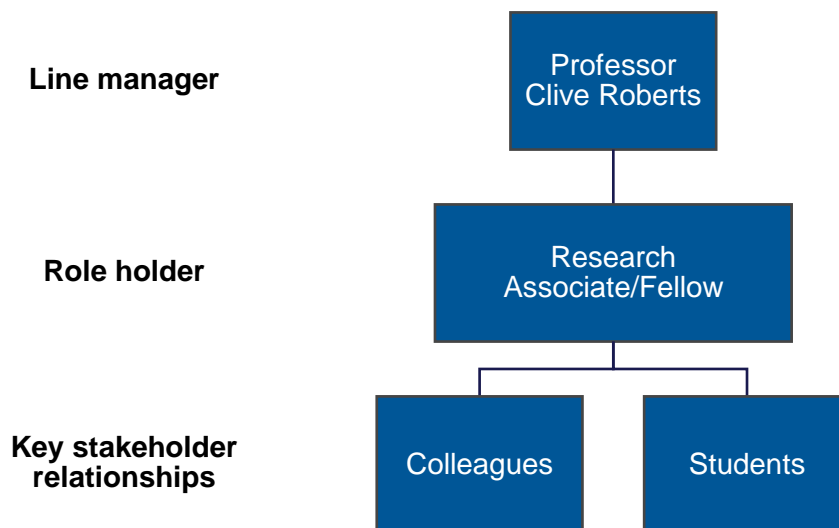 Line manager
Professor
Clive Roberts
Role holder
Research
Associate/Fellow
Key stakeholder
relationships
Colleagues
Students